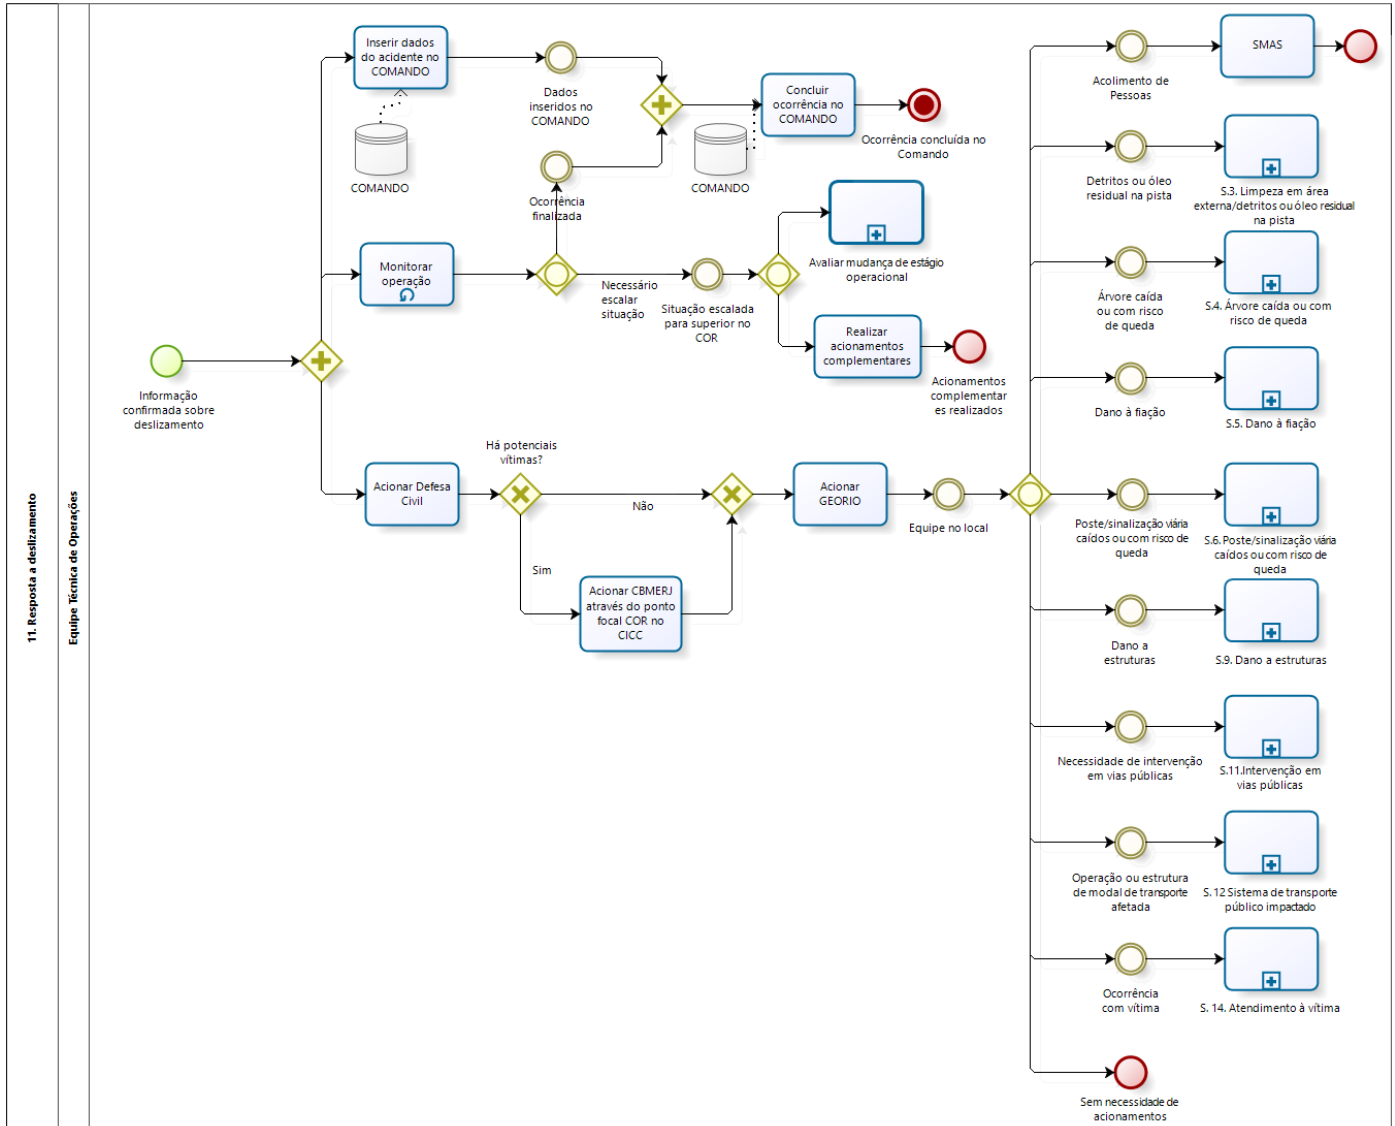 11. Resposta a deslizamento
Equipe Técnica de Operações
Informação
confirmada sobre
deslizamento
Inserir dados
do acidente no
COMANDO
COMANDO
Dados
inseridos no
COMANDO
Ocorrência
finalizada
COMANDO
Concluir
ocorrência no
COMANDO
Ocorrência concluída no
Comando
Monitorar
operação
Necessário
escalar
situação
Situação escalada
para superior no
COR
Avaliar mudança de estágio
operacional
Realizar
acionamentos
complementares
Acionamentos
complementar
es realizados
Acionar Defesa
Civil
Há potenciais
vítimas?
Não
Sim
Acionar CBMERJ
através do ponto
focal COR no
CICC
Acionar
GEORIO
Equipe no local
Acolimento de
Pessoas
SMAS
Detritos ou óleo
residual na pista
S.3. Limpeza em área
externa/detritos ou óleo residual
na pista
Árvore caída
ou com risco
de queda
S.4. Árvore caída ou com
risco de queda
Dano à fiação
S.5. Dano à fiação
Poste/sinalização viária
caídos ou com risco de
queda
S.6. Poste/sinalização viária
caídos ou com risco de
queda
Dano a
estruturas
S.9. Dano a estruturas
Necessidade de intervenção
em vias públicas
S.11.Intervenção em
vias públicas
Operação ou estrutura
de modal de transporte
afetada
S. 12 Sistema de transporte
público impactado
Ocorrência
com vítima
S. 14. Atendimento à vítima
Sem necessidade de
acionamentos